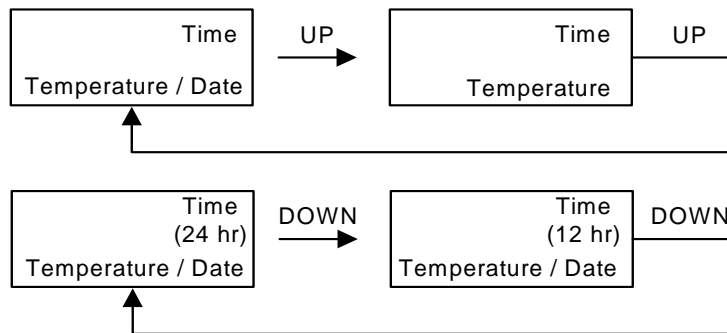 Time
Temperature / Date
UP
Time
Temperature
UP
Time
(24 hr)
Temperature / Date
DOWN
Time
(12 hr)
Temperature / Date
DOWN